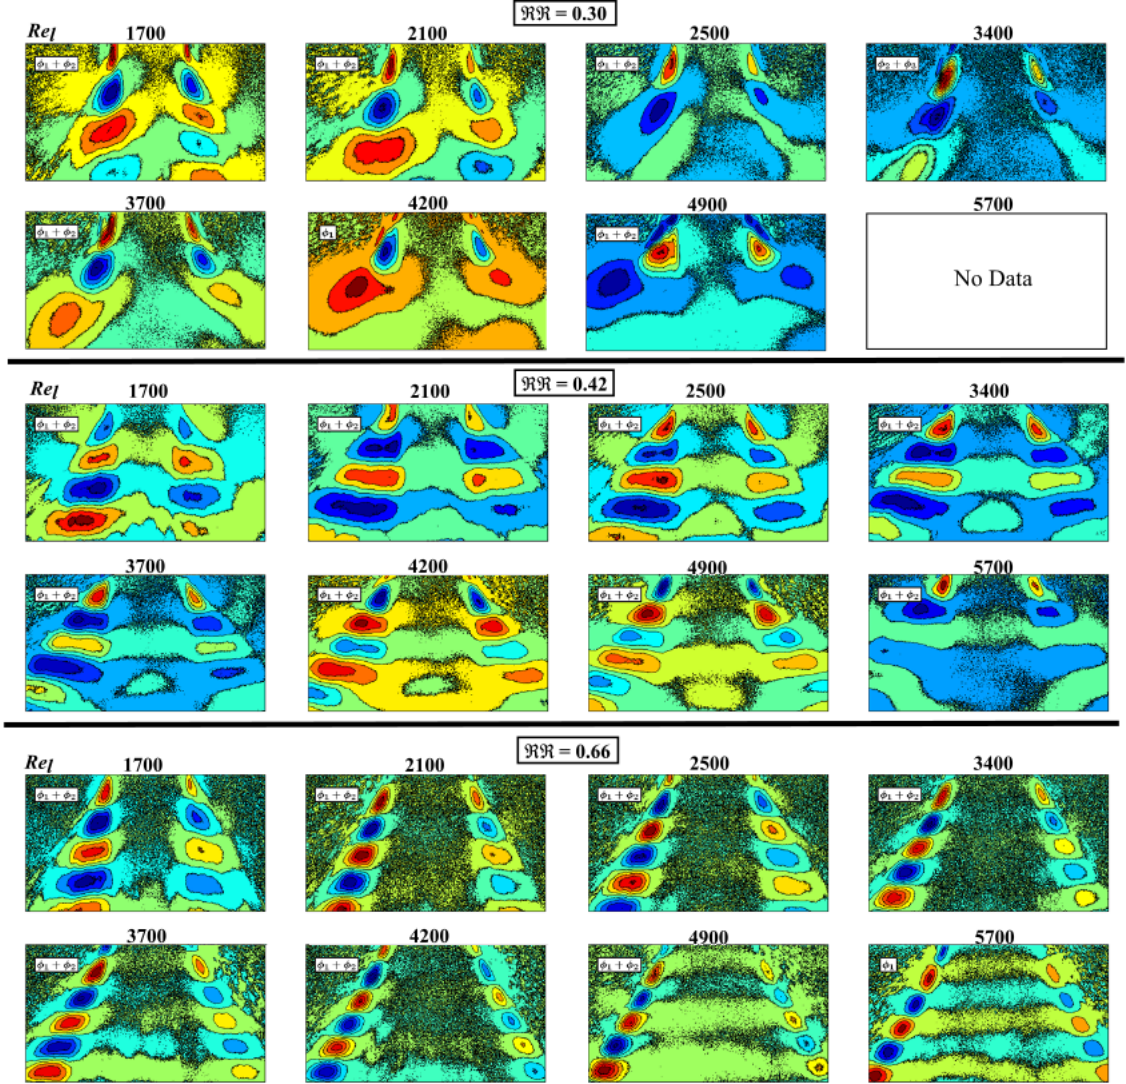 ℜℜ = 0.30
Re_l 1700 2100 2500 3400
ϕ₁ + ϕ₂ ϕ₁ + ϕ₂ ϕ₁ + ϕ₂ ϕ₂ + ϕ₃
3700 4200 4900 5700
ϕ₁ + ϕ₂ ϕ₁ ϕ₁ + ϕ₂ No Data
ℜℜ = 0.42
Re_l 1700 2100 2500 3400
ϕ₁ + ϕ₂ ϕ₁ + ϕ₂ ϕ₁ + ϕ₂ ϕ₁ + ϕ₂
3700 4200 4900 5700
ϕ₁ + ϕ₂ ϕ₁ + ϕ₂ ϕ₁ + ϕ₂ ϕ₁ + ϕ₂
ℜℜ = 0.66
Re_l 1700 2100 2500 3400
ϕ₁ + ϕ₂ ϕ₁ + ϕ₂ ϕ₁ + ϕ₂ ϕ₁ + ϕ₂
3700 4200 4900 5700
ϕ₁ + ϕ₂ ϕ₁ + ϕ₂ ϕ₁ + ϕ₂ ϕ₁